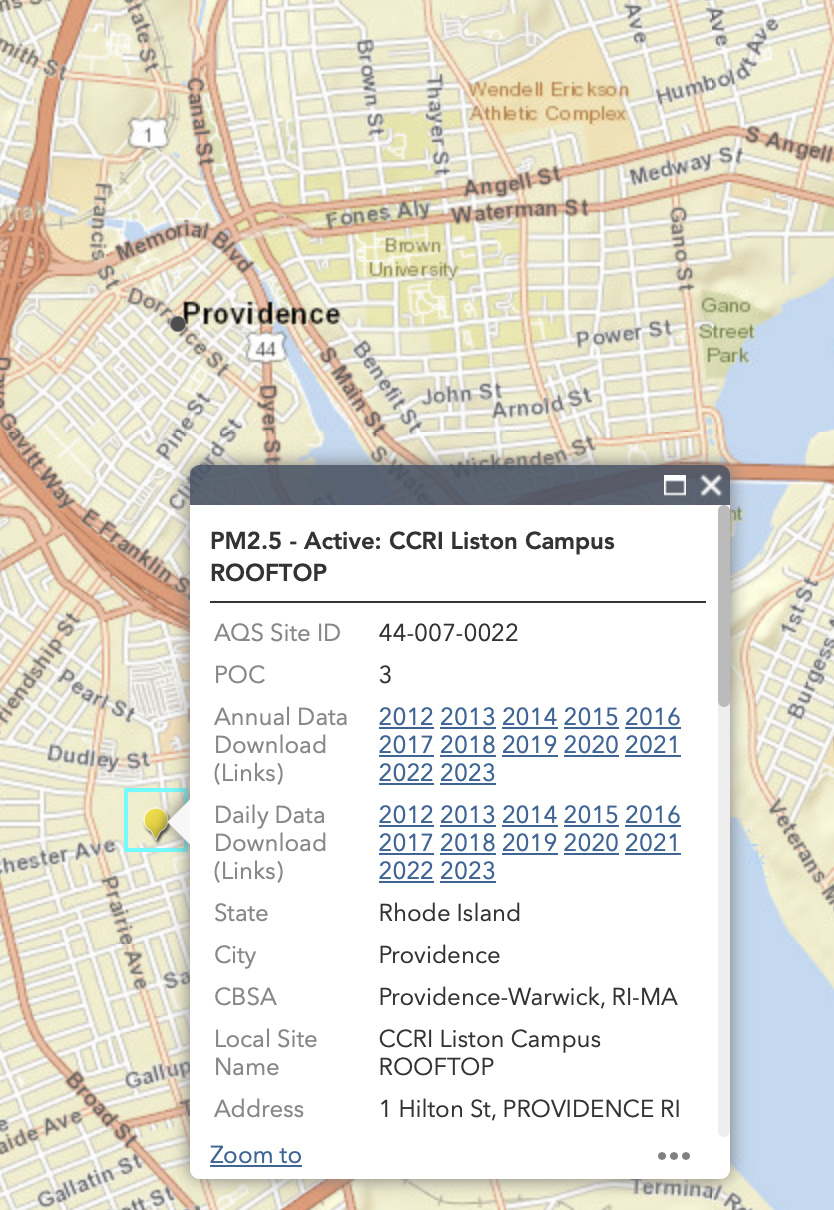 mith St
tate St
Canal St
Brown St
Thayer St
Ave
Ave
Wendell Erickson
Athletic Complex
Humboldt Ave
1
S Angell
Angell St
Medway St
Fones Aly
Waterman St
Francis St
Memorial Blvd
Brown
University
Gano St
Dorrance St
Providence
44
Gano
Street
Park
Power St
S Main St
Benefit St
John St
Arnold St
Dyer St
Pine St
Clifford St
Gavitt Way
S Water
Wickenden St
E Franklin S
PM2.5 - Active: CCRI Liston Campus
ROOFTOP
AQS Site ID 44-007-0022
POC 3
Annual Data 2012 2013 2014 2015 2016
Download 2017 2018 2019 2020 2021
(Links) 2022 2023
Daily Data 2012 2013 2014 2015 2016
Download 2017 2018 2019 2020 2021
(Links) 2022 2023
State Rhode Island
City Providence
CBSA Providence-Warwick, RI-MA
Local Site CCRI Liston Campus
Name ROOFTOP
Address 1 Hilton St, PROVIDENCE RI
Zoom to
riendship St
Pearl St
Dudley St
hester Ave
Prairie Ave
Sa
Gallup
Broad St
aide Ave
Gallatin St
ott St
1st St
Burgess
Veterans M
Terminal R